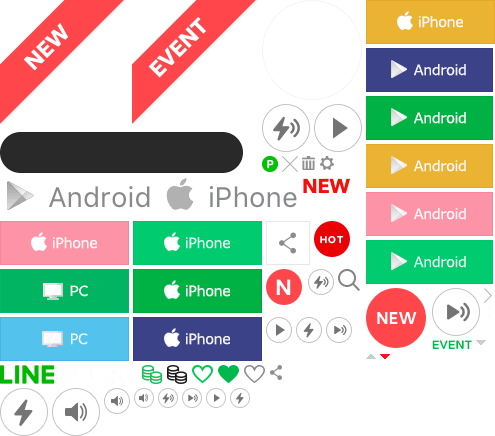 NEW
EVENT
iPhone
Android
Android
P
Android
NEW
Android iPhone
Android
iPhone
iPhone
HOT
Android
PC
iPhone
N
NEW
PC
iPhone
EVENT
LINE